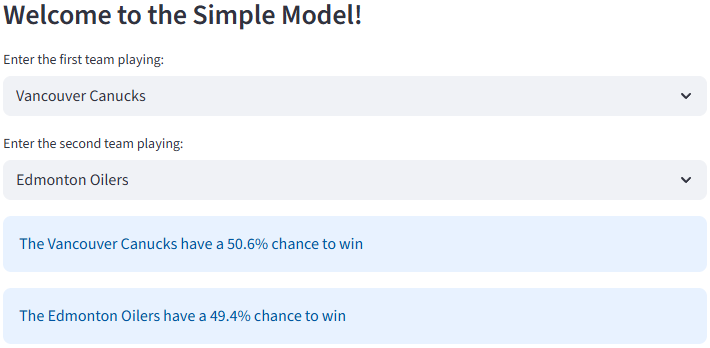 Welcome to the Simple Model!
Enter the first team playing:
Vancouver Canucks
Enter the second team playing:
Edmonton Oilers
The Vancouver Canucks have a 50.6% chance to win
The Edmonton Oilers have a 49.4% chance to win